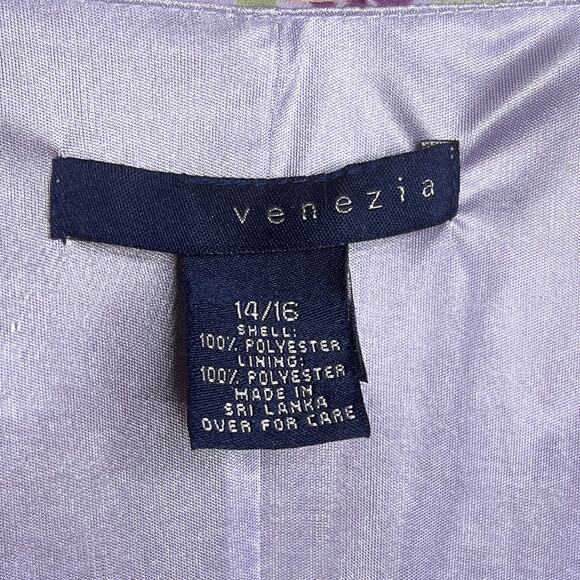 venezia
14/16
SHELL:
100% POLYESTER
LINING:
100% POLYESTER
MADE IN
SRI LANKA
OVER FOR CARE